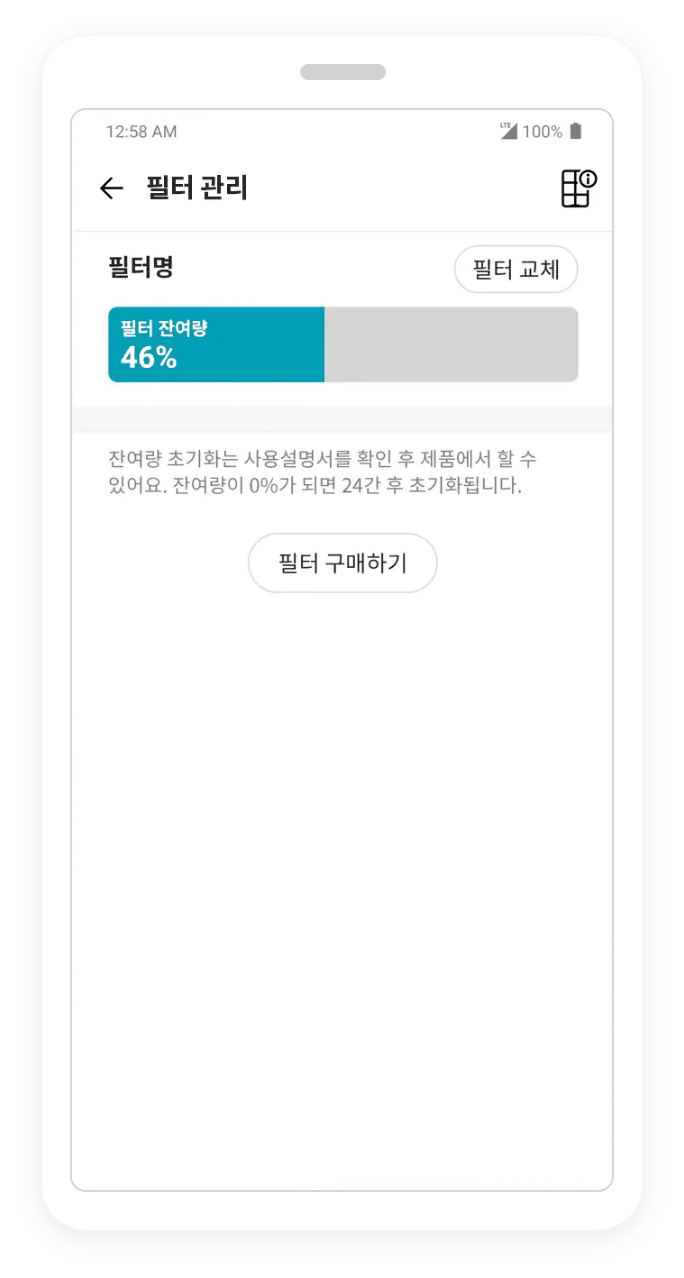 12:58 AM LTE 100%
필터 관리
필터명 필터 교체
필터 잔여량
46%
잔여량 초기화는 사용설명서를 확인 후 제품에서 할 수
있어요. 잔여량이 0%가 되면 24간 후 초기화됩니다.
필터 구매하기